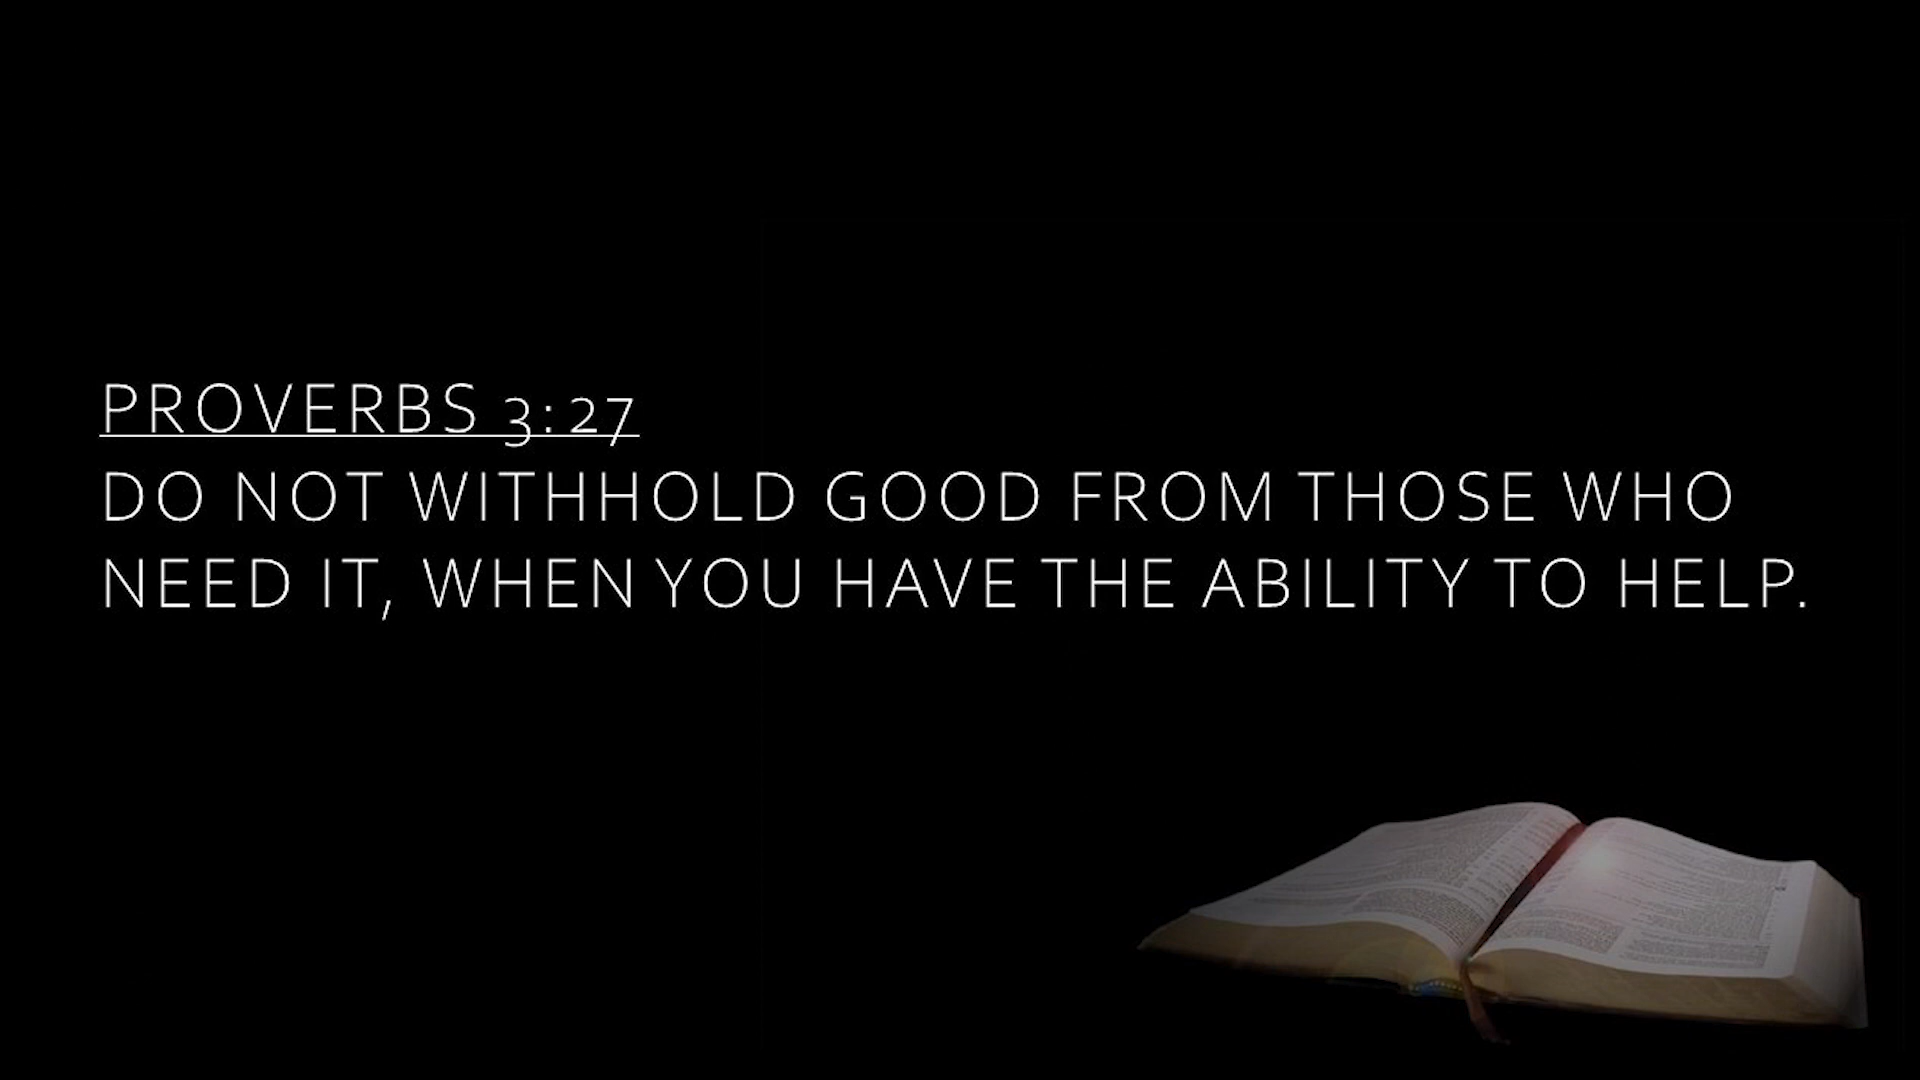 PROVERBS 3:27
DO NOT WITHHOLD GOOD FROM THOSE WHO
NEED IT, WHEN YOU HAVE THE ABILITY TO HELP.